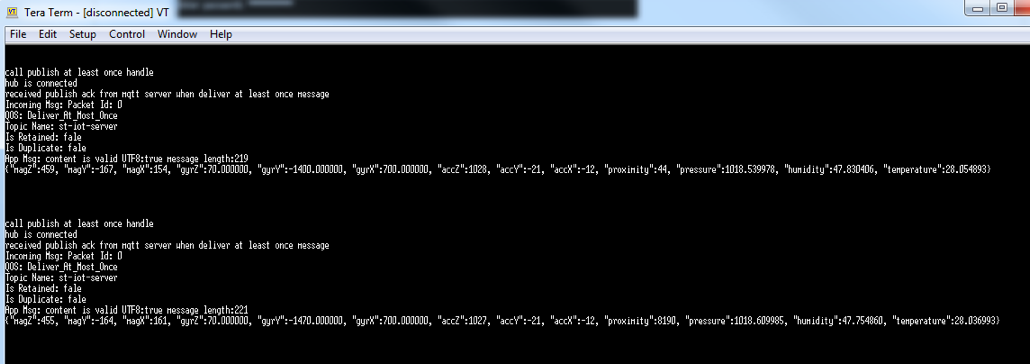 Tera Term - [disconnected] VT
File Edit Setup Control Window Help
call publish at least once handle
hub is connected
received publish ack from mqtt server when deliver at least once message
Incoming Msg: Packet Id: 0
QOS: Deliver_At_Most_Once
Topic Name: st-iot-server
Is Retained: fale
Is Duplicate: fale
App Msg: content is valid UTF8:true message length:219
{"magZ":459, "magY":-167, "magX":154, "gyrZ":70.000000, "gyrY":-1400.000000, "gyrX":700.000000, "accZ":1028, "accY":-21, "accX":-12, "proximity":44, "pressure":1018.539978, "humidity":47.830406, "temperature":28.054893}
call publish at least once handle
hub is connected
received publish ack from mqtt server when deliver at least once message
Incoming Msg: Packet Id: 0
QOS: Deliver_At_Most_Once
Topic Name: st-iot-server
Is Retained: fale
Is Duplicate: fale
App Msg: content is valid UTF8:true message length:221
{"magZ":455, "magY":-164, "magX":161, "gyrZ":70.000000, "gyrY":-1470.000000, "gyrX":700.000000, "accZ":1027, "accY":-21, "accX":-12, "proximity":8190, "pressure":1018.609985, "humidity":47.754860, "temperature":28.036993}